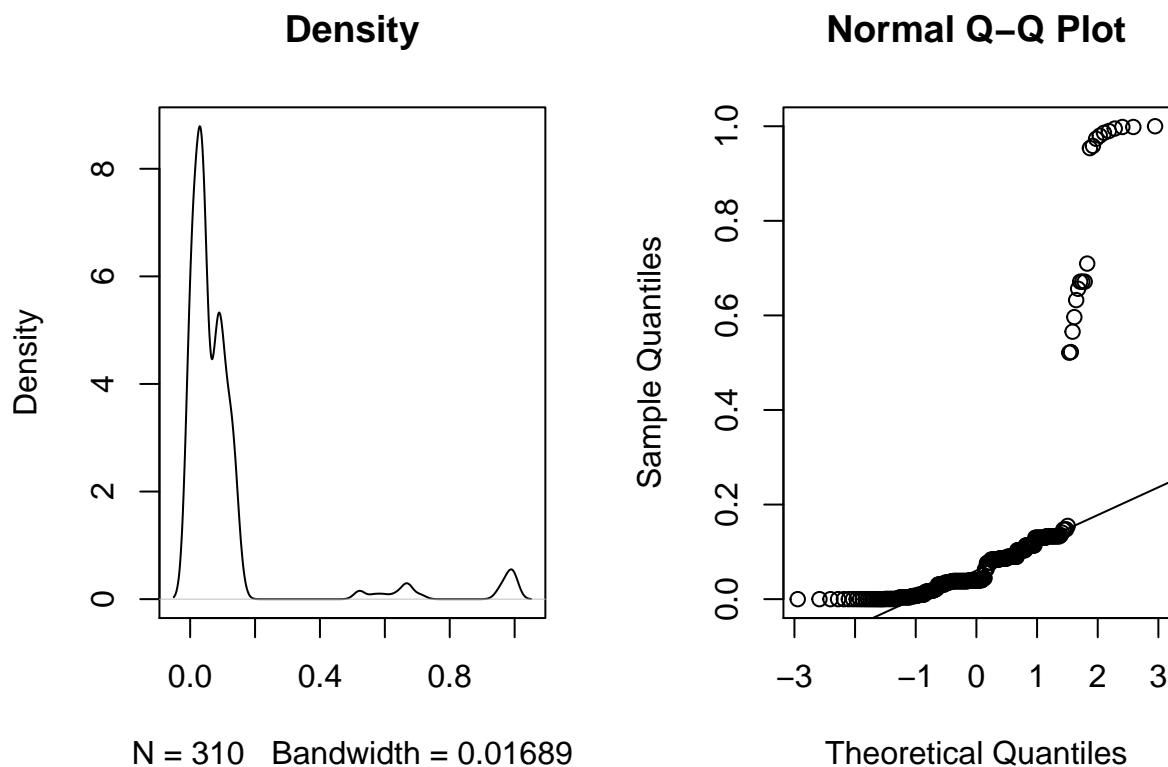 Density
Density
0
2
4
6
8
0.0 0.4 0.8
N = 310 Bandwidth = 0.01689
Normal Q−Q Plot
Sample Quantiles
0.0
0.2
0.4
0.6
0.8
1.0
−3 −1 0 1 2 3
Theoretical Quantiles